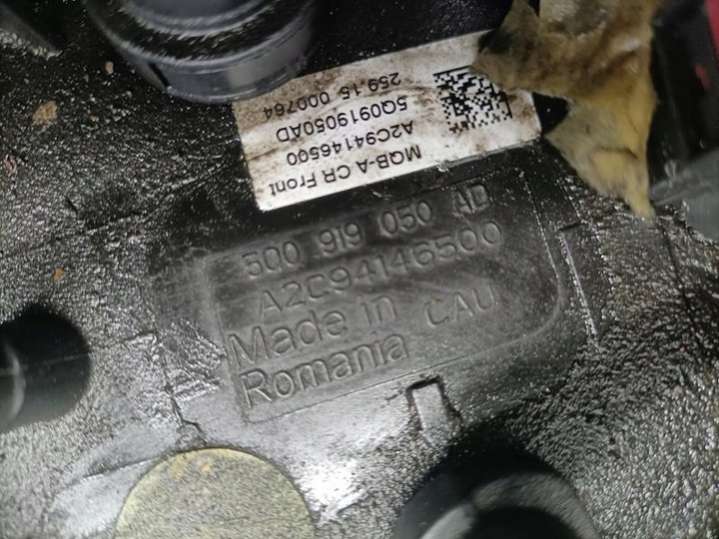 MQB-A CR Front
A2C94146500
5Q0919050AD
259 15 000764
5Q0 919 050 AD
A2C94146500
Made in CAU
Romania